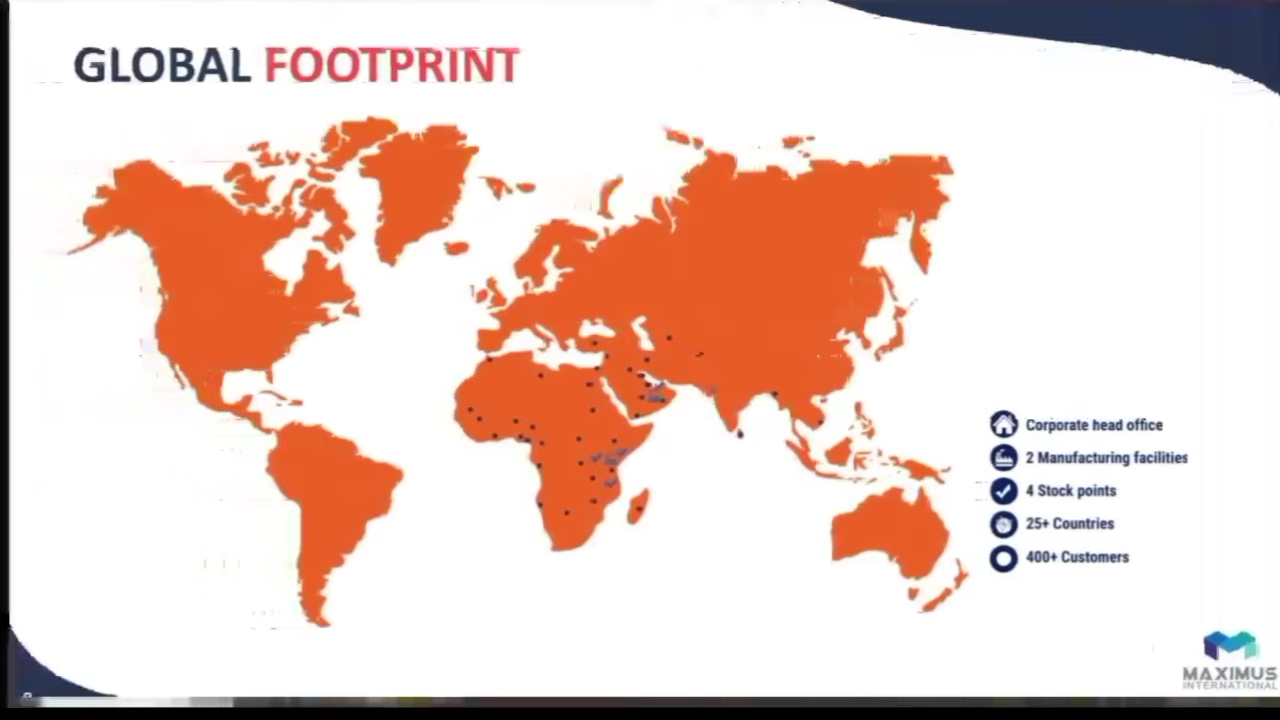 GLOBAL FOOTPRINT
Corporate head office
2 Manufacturing facilities
4 Stock points
25+ Countries
400+ Customers
MAXIMUS
INTERNATIONAL